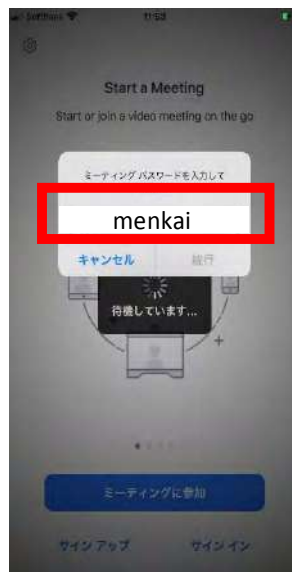 SoftBank 11:53
Start a Meeting
Start or join a video meeting on the go
ミーティング パスワードを入力して
menkai
キャンセル 続行
待機しています...
ミーティングに参加
サイン アップ サイン イン